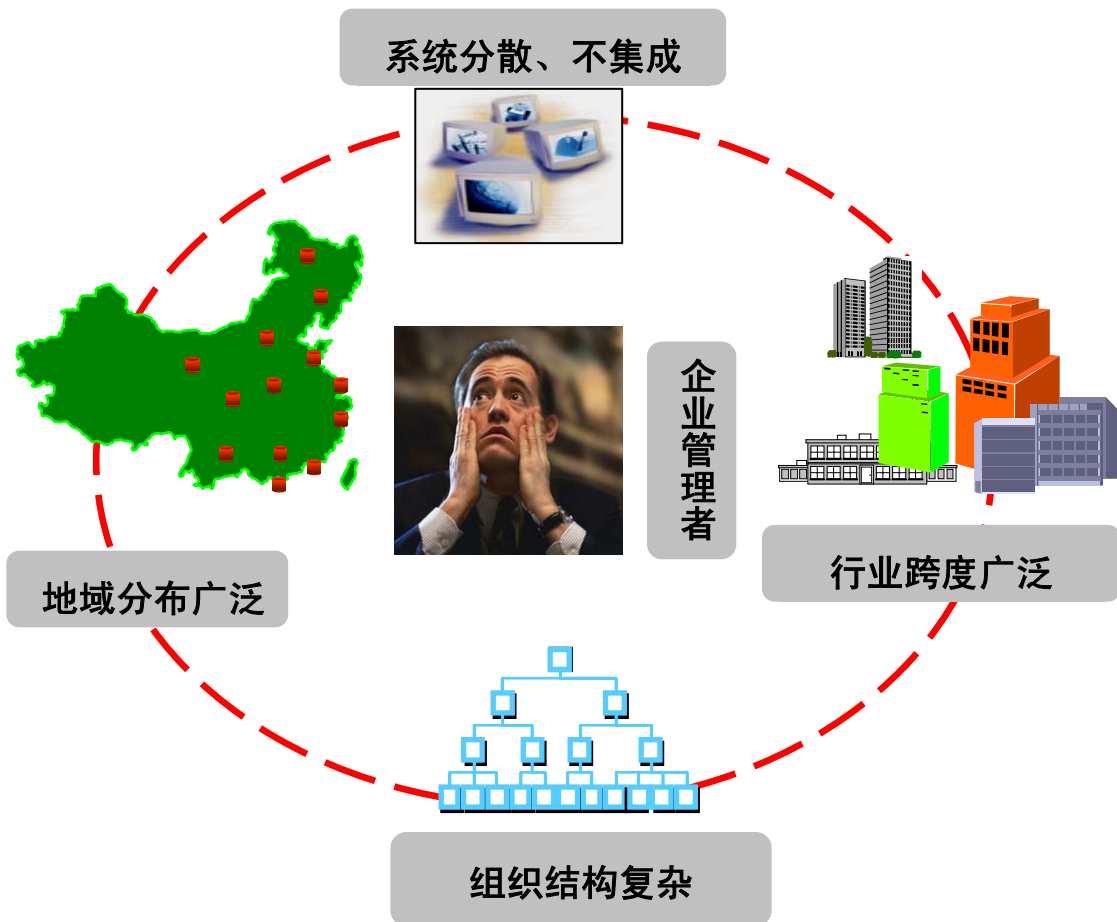 系统分散、不集成
企业管理者
地域分布广泛
行业跨度广泛
组织结构复杂